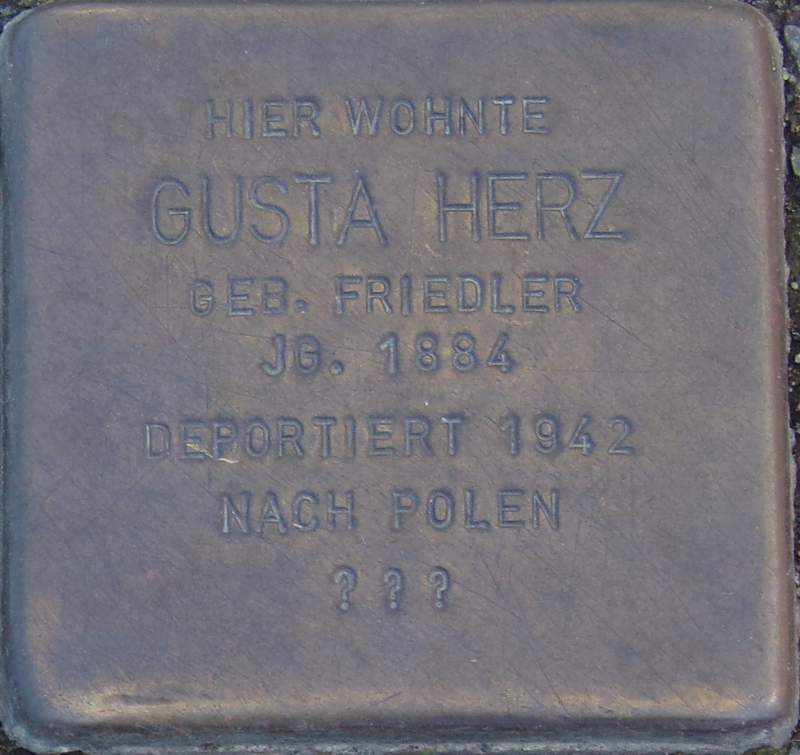 HIER WOHNTE
GUSTA HERZ
GEB. FRIEDLER
JG. 1884
DEPORTIERT 1942
NACH POLEN
???